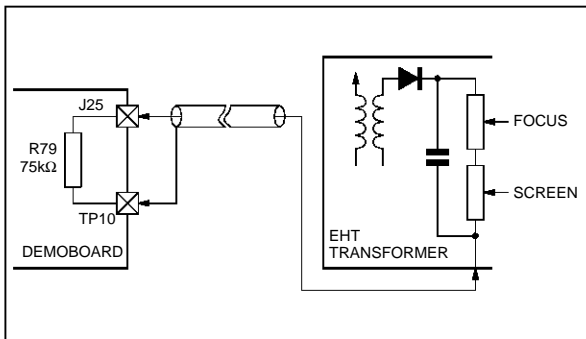 J25
R79
75kΩ
TP10
DEMOBOARD
FOCUS
SCREEN
EHT
TRANSFORMER